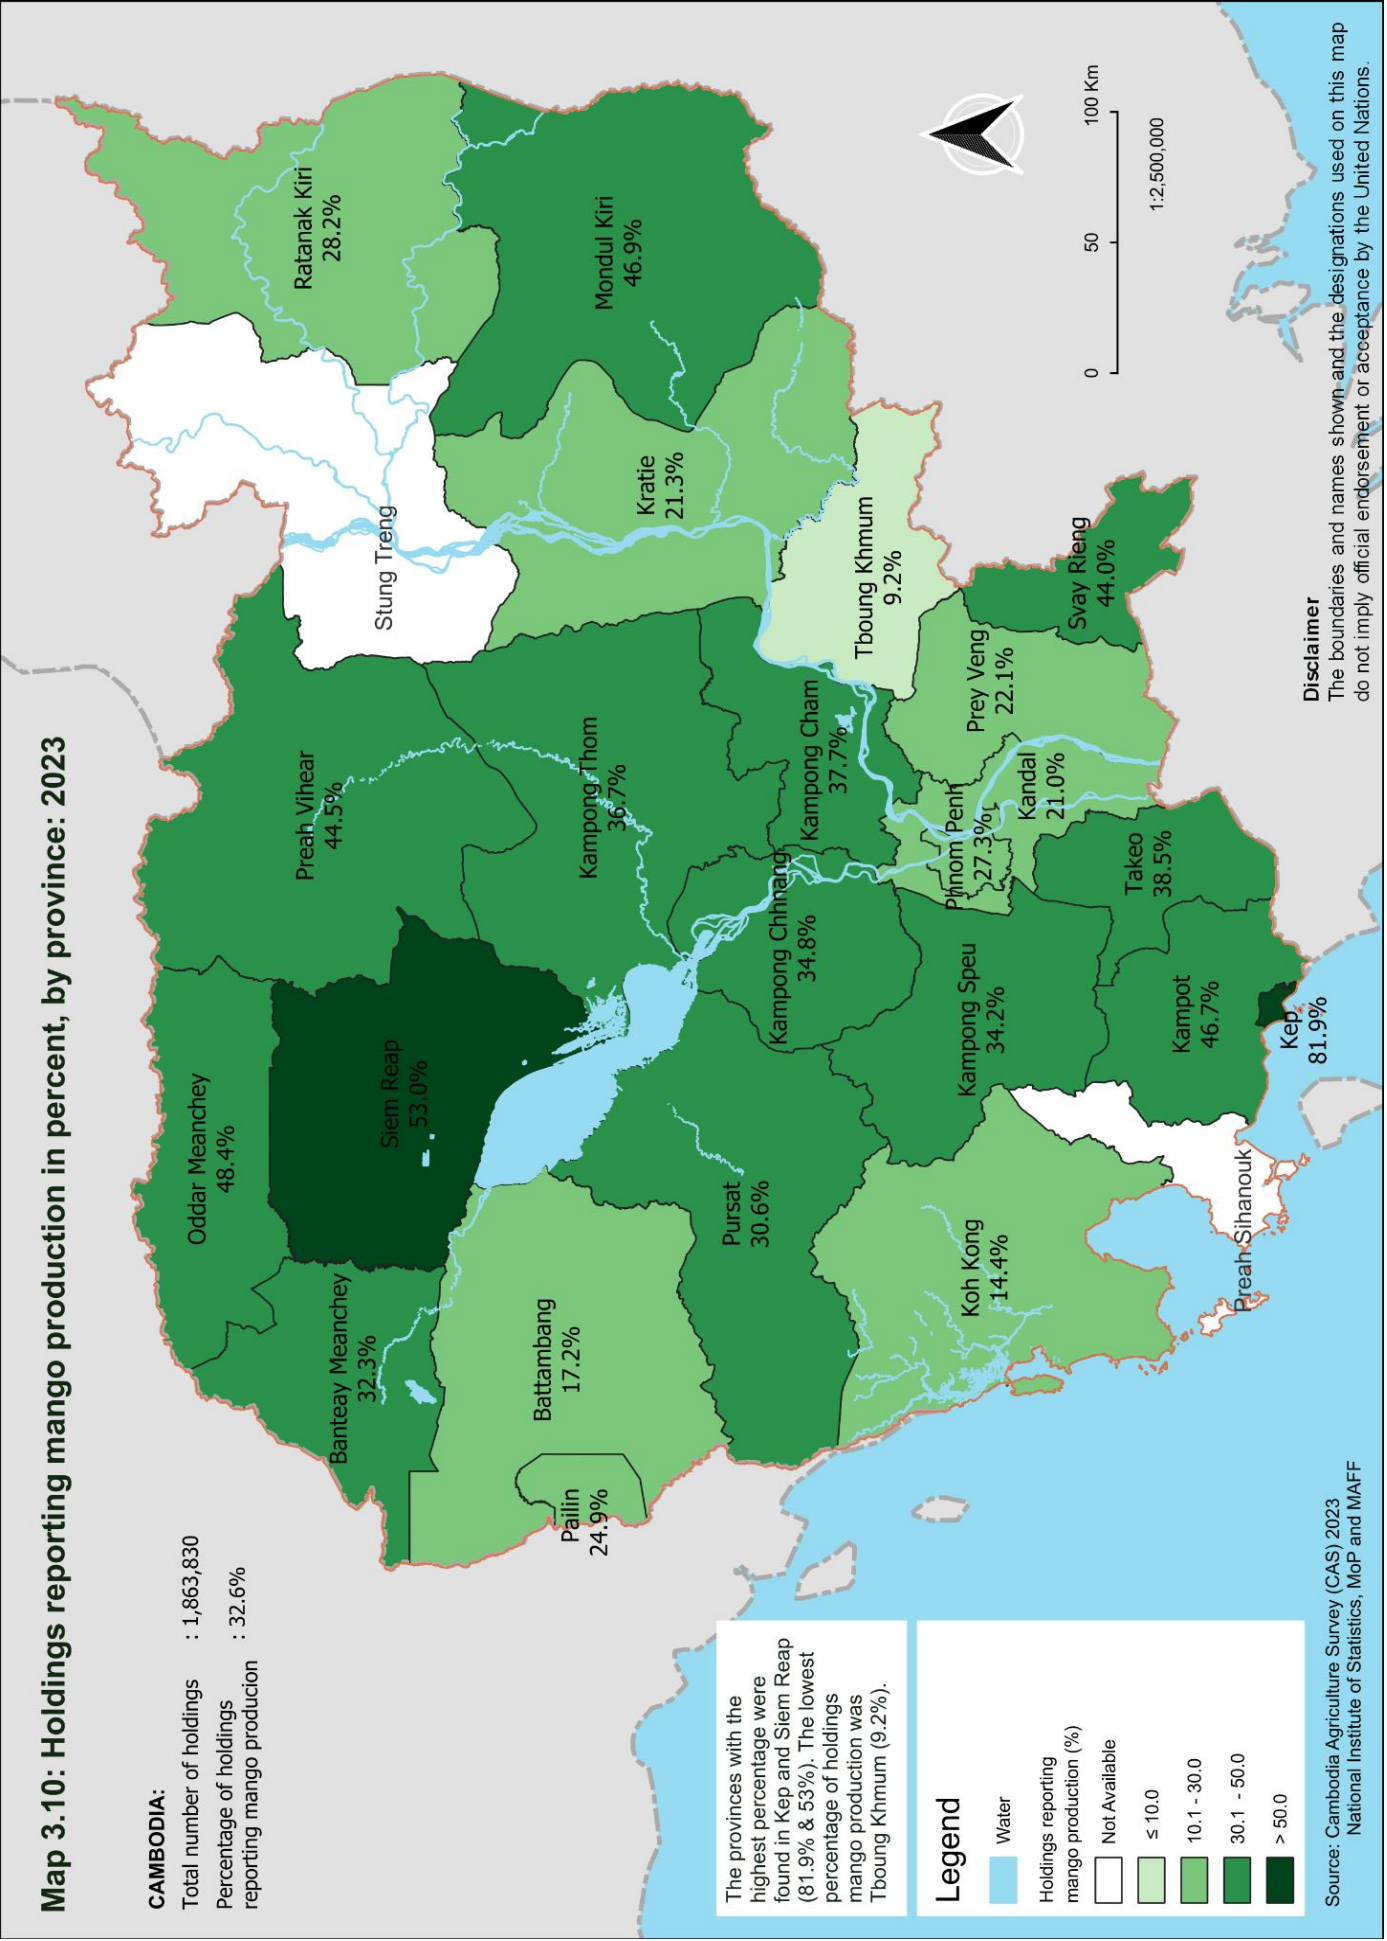 Map 3.10: Holdings reporting mango production in percent, by province: 2023
CAMBODIA:
Total number of holdings : 1,863,830
Percentage of holdings
reporting mango producion : 32.6%
Oddar Meanchey
48.4%
Banteay Meanchey
32.3%
Siem Reap
53.0%
Preah Vihear
44.5%
Stung Treng
Ratanak Kiri
28.2%
Battambang
17.2%
Pailin
24.9%
Kampong Thom
36.7%
Kratie
21.3%
Mondul Kiri
46.9%
Pursat
30.6%
Kampong Chhnang
34.8%
Kampong Cham
37.7%
Tboung Khmum
9.2%
Koh Kong
14.4%
Kampong Speu
34.2%
Phnom Penh
27.3%
Prey Veng
22.1%
Kandal
21.0%
Svay Rieng
44.0%
Takeo
38.5%
Kampot
46.7%
Kep
81.9%
Preah Sihanouk
The provinces with the
highest percentage were
found in Kep and Siem Reap
(81.9% & 53%). The lowest
percentage of holdings
mango production was
Tboung Khmum (9.2%).
Legend
Water
Holdings reporting
mango production (%)
Not Available
≤ 10.0
10.1 - 30.0
30.1 - 50.0
> 50.0
0 50 100 Km
1:2,500,000
Source: Cambodia Agriculture Survey (CAS) 2023
National Institute of Statistics, MoP and MAFF
Disclaimer
The boundaries and names shown and the designations used on this map
do not imply official endorsement or acceptance by the United Nations.